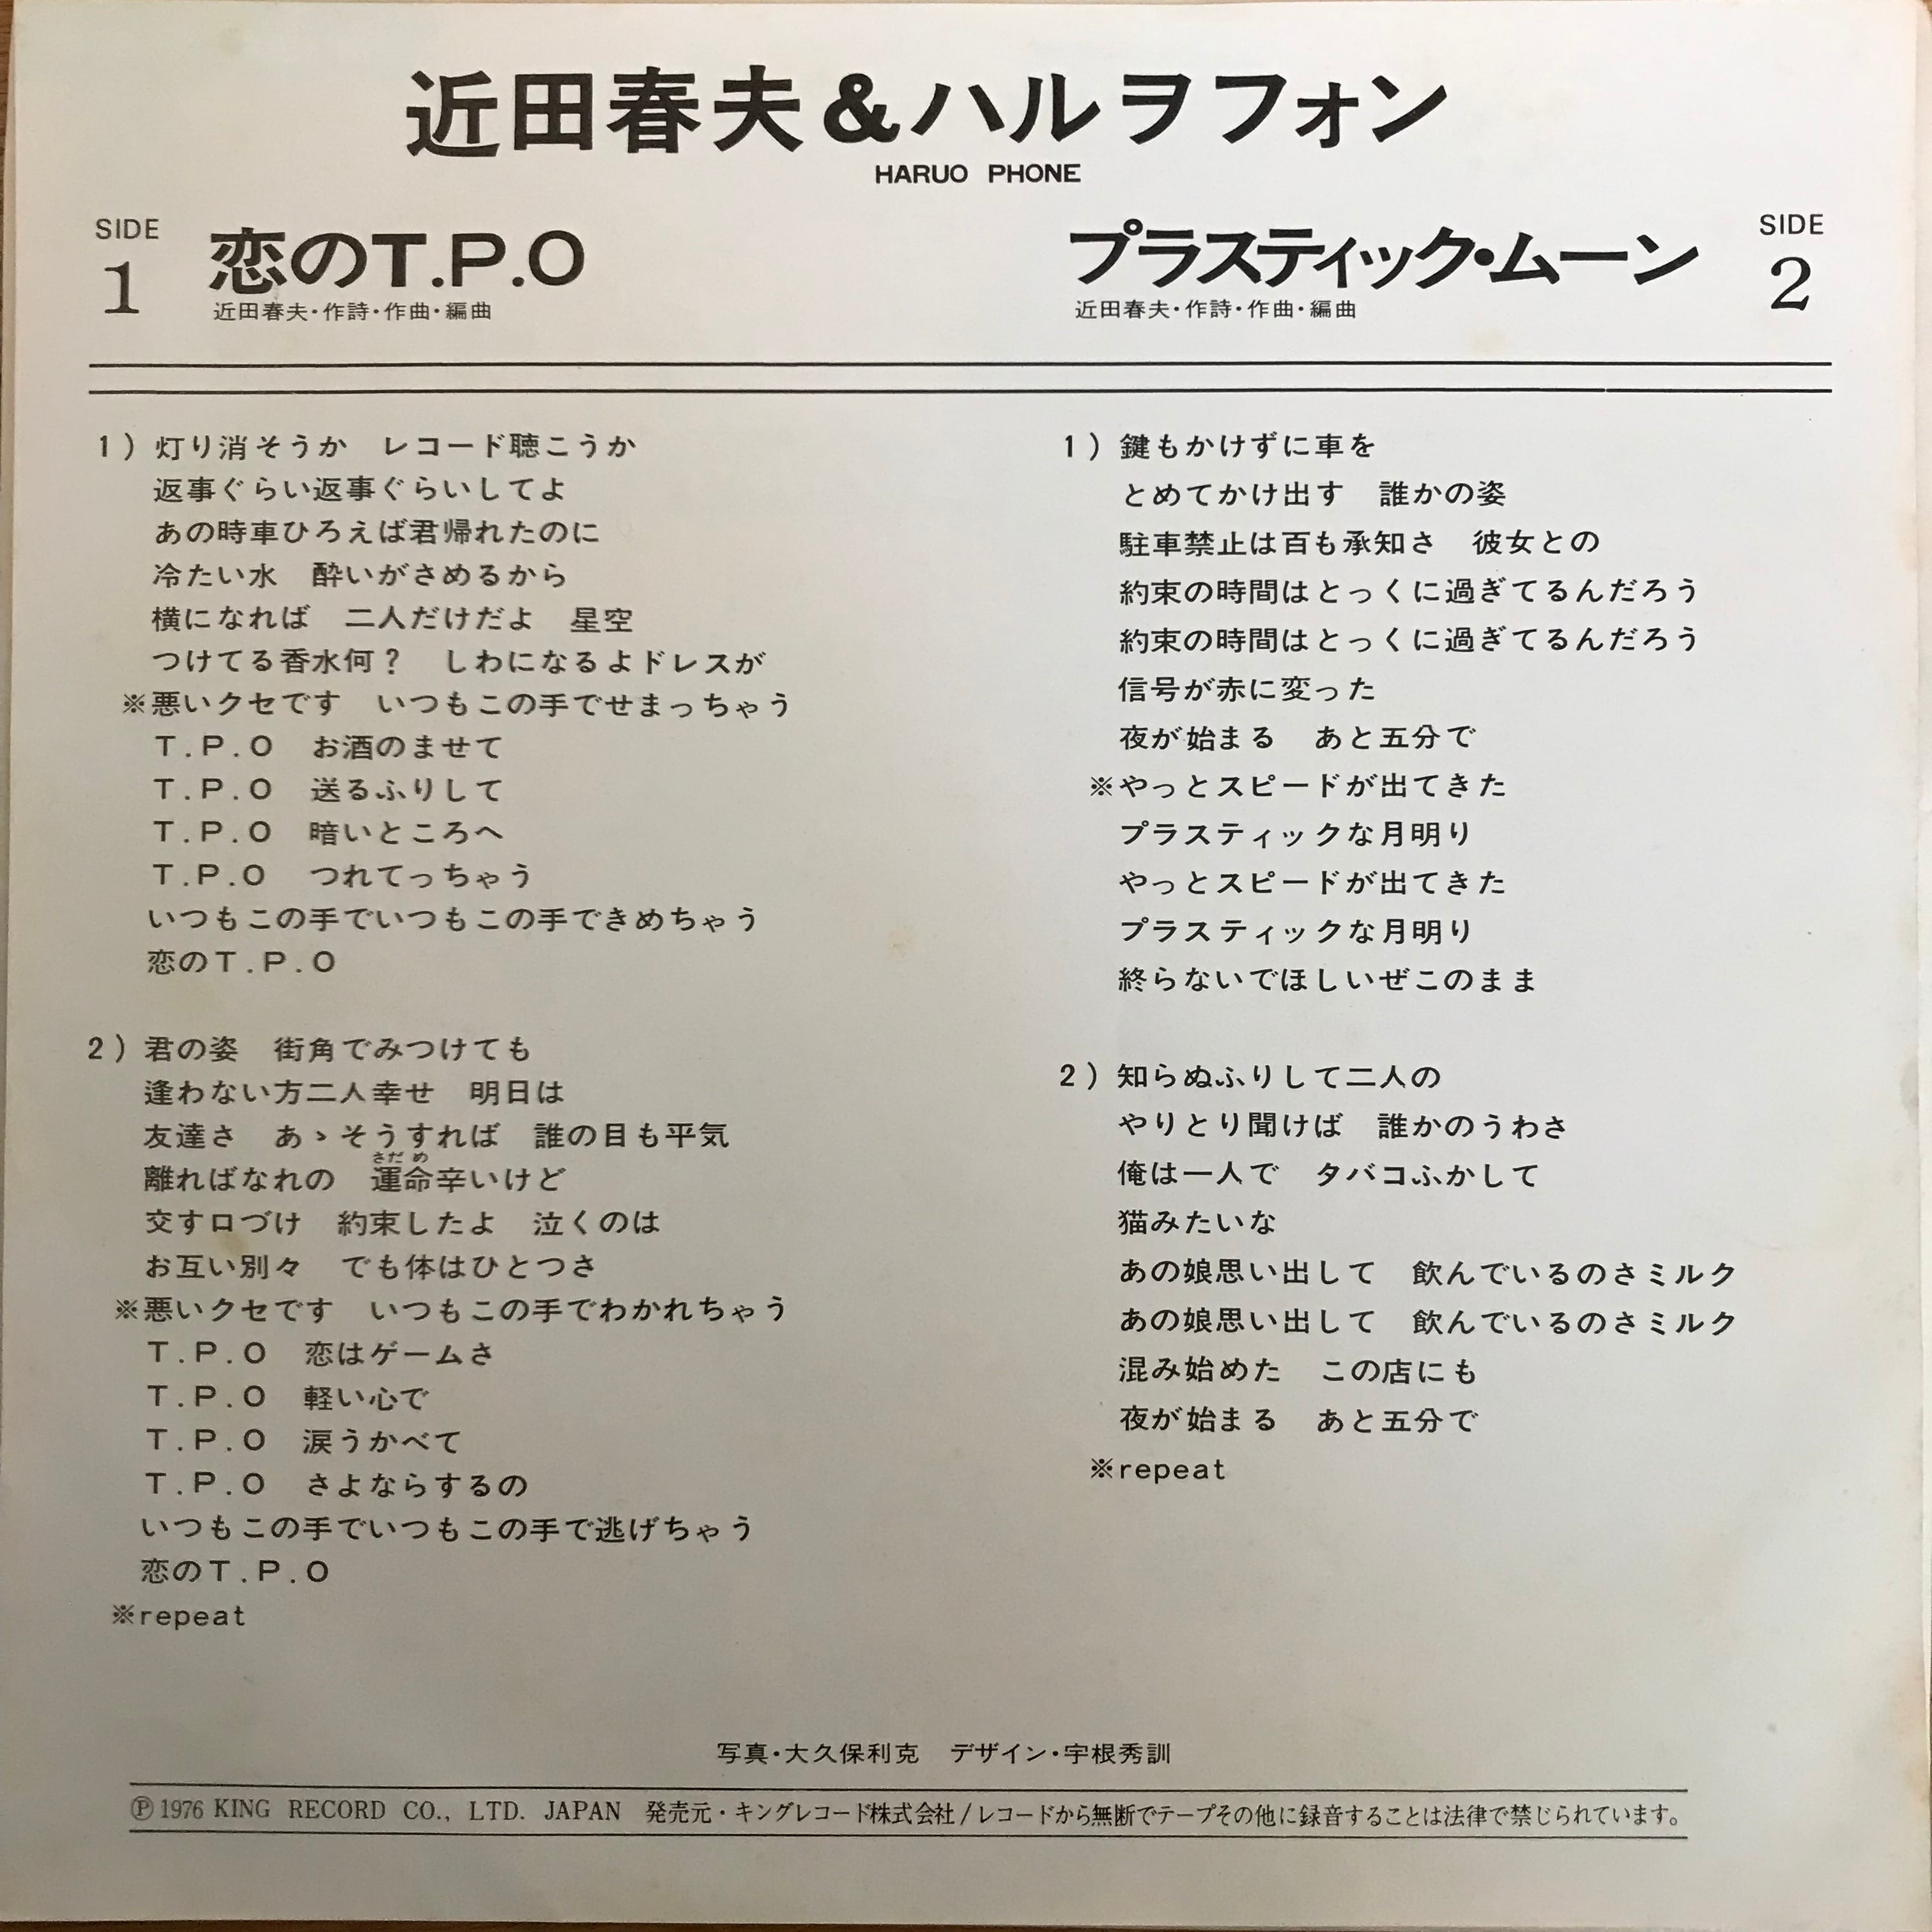 近田春夫&ハルヲフォン
HARUO PHONE
SIDE
1
恋のT.P.O
近田春夫・作詩・作曲・編曲
プラスティック・ムーン
近田春夫・作詩・作曲・編曲
SIDE
2
1）灯り消そうか　レコード聴こうか
返事ぐらい返事ぐらいしてよ
あの時車ひろえば君帰れたのに
冷たい水　酔いがさめるから
横になれば　二人だけだよ　星空
つけてる香水何？　しわになるよドレスが
※悪いクセです　いつもこの手でせまっちゃう
T.P.O　お酒のませて
T.P.O　送るふりして
T.P.O　暗いところへ
T.P.O　つれてっちゃう
いつもこの手でいつもこの手できめちゃう
恋のT.P.O
2）君の姿　街角でみつけても
逢わない方二人幸せ　明日は
友達さ　あゝそうすれば　誰の目も平気
さだめ
離ればなれの　運命辛いけど
交す口づけ　約束したよ　泣くのは
お互い別々　でも体はひとつさ
※悪いクセです　いつもこの手でわかれちゃう
T.P.O　恋はゲームさ
T.P.O　軽い心で
T.P.O　涙うかべて
T.P.O　さよならするの
いつもこの手でいつもこの手で逃げちゃう
恋のT.P.O
※repeat
1）鍵もかけずに車を
とめてかけ出す　誰かの姿
駐車禁止は百も承知さ　彼女との
約束の時間はとっくに過ぎてるんだろう
約束の時間はとっくに過ぎてるんだろう
信号が赤に変った
夜が始まる　あと五分で
※やっとスピードが出てきた
プラスティックな月明り
やっとスピードが出てきた
プラスティックな月明り
終らないでほしいぜこのまま
2）知らぬふりして二人の
やりとり聞けば　誰かのうわさ
俺は一人で　タバコふかして
猫みたいな
あの娘思い出して　飲んでいるのさミルク
あの娘思い出して　飲んでいるのさミルク
混み始めた　この店にも
夜が始まる　あと五分で
※repeat
写真・大久保利克　デザイン・宇根秀訓
Ⓟ1976 KING RECORD CO., LTD. JAPAN　発売元・キングレコード株式会社/レコードから無断でテープその他に録音することは法律で禁じられています。